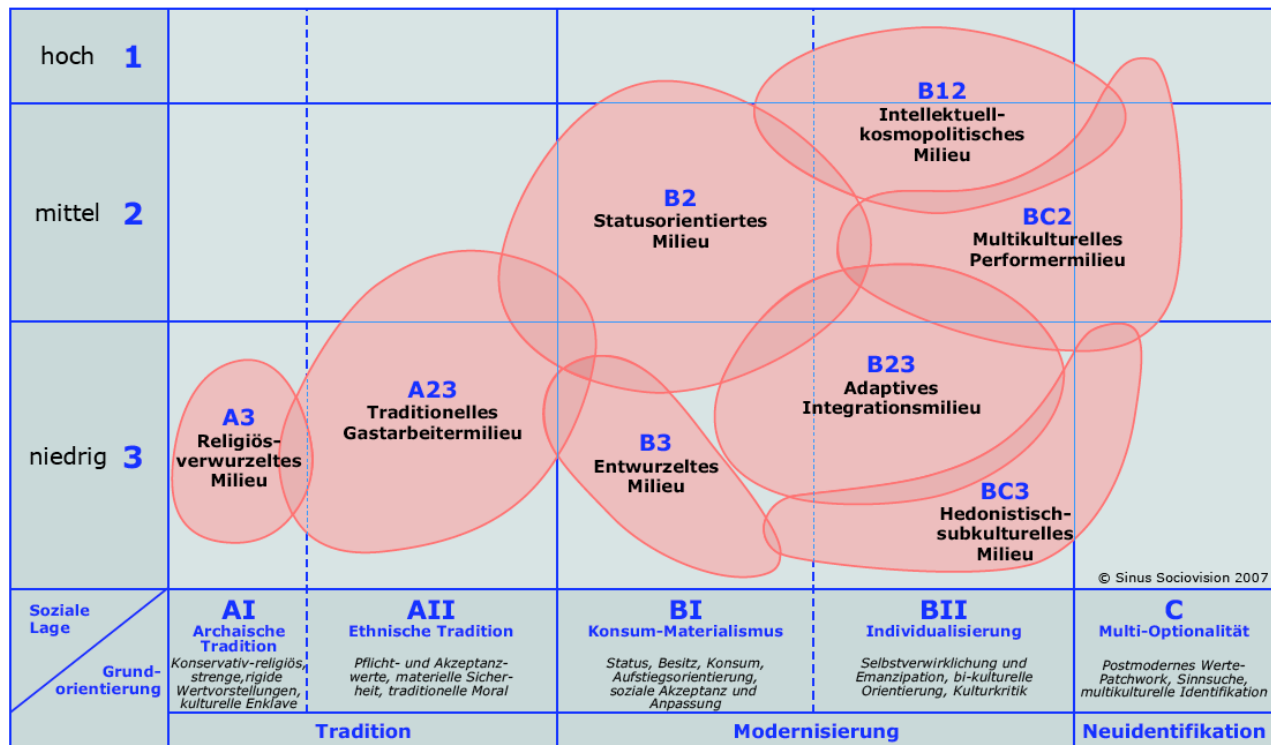 hoch 1
mittel 2
niedrig 3
B12
Intellektuell-
kosmopolitisches
Milieu
B2
Statusorientiertes
Milieu
BC2
Multikulturelles
Performermilieu
A3
Religiös-
verwurzeltes
Milieu
A23
Traditionelles
Gastarbeitermilieu
B3
Entwurzeltes
Milieu
B23
Adaptives
Integrationsmilieu
BC3
Hedonistisch-
subkulturelles
Milieu
© Sinus Sociovision 2007
Soziale
Lage
Grund-
orientierung
AI
Archaische
Tradition
Konservativ-religiös,
strenge,rigide
Wertvorstellungen,
kulturelle Enklave
AII
Ethnische Tradition
Pflicht- und Akzeptanz-
werte, materielle Sicher-
heit, traditionelle Moral
BI
Konsum-Materialismus
Status, Besitz, Konsum,
Aufstiegsorientierung,
soziale Akzeptanz und
Anpassung
BII
Individualisierung
Selbstverwirklichung und
Emanzipation, bi-kulturelle
Orientierung, Kulturkritik
C
Multi-Optionalität
Postmodernes Werte-
Patchwork, Sinnsuche,
multikulturelle Identifikation
Tradition
Modernisierung
Neuidentifikation